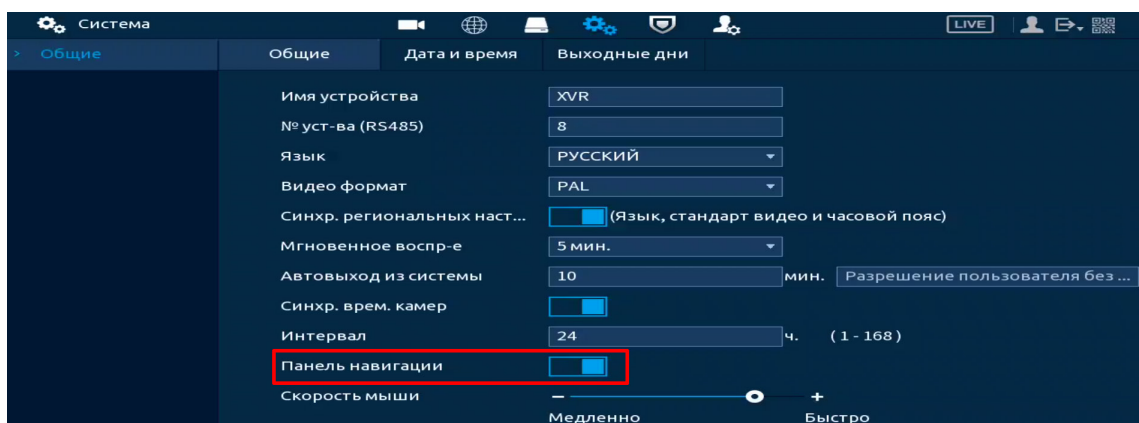 Система LIVE
Общие Общие Дата и время Выходные дни
Имя устройства XVR
№ уст-ва (RS485) 8
Язык РУССКИЙ
Видео формат PAL
Синхр. региональных наст... (Язык, стандарт видео и часовой пояс)
Мгновенное воспр-е 5 мин.
Автовыход из системы 10 мин. Разрешение пользователя без ...
Синхр. врем. камер
Интервал 24 ч. (1-168)
Панель навигации
Скорость мыши – +
Медленно Быстро